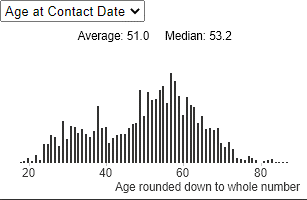 Age at Contact Date
Average: 51.0 Median: 53.2
20 40 60 80
Age rounded down to whole number